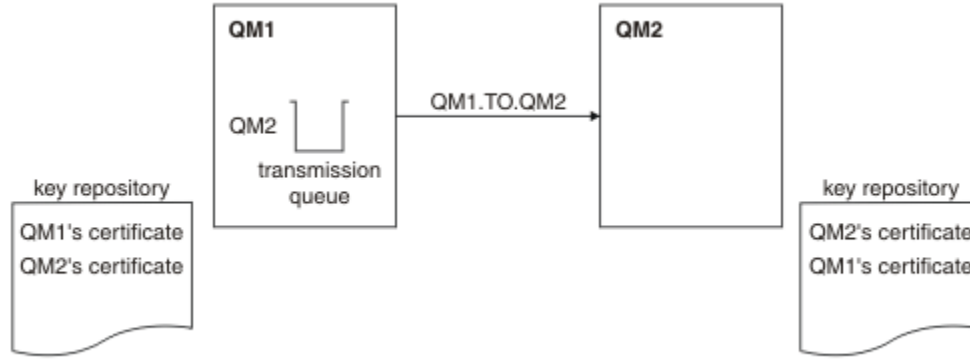 QM1
QM2
QM1.TO.QM2
QM2
transmission
queue
key repository
QM1's certificate
QM2's certificate
key repository
QM2's certificate
QM1's certificate